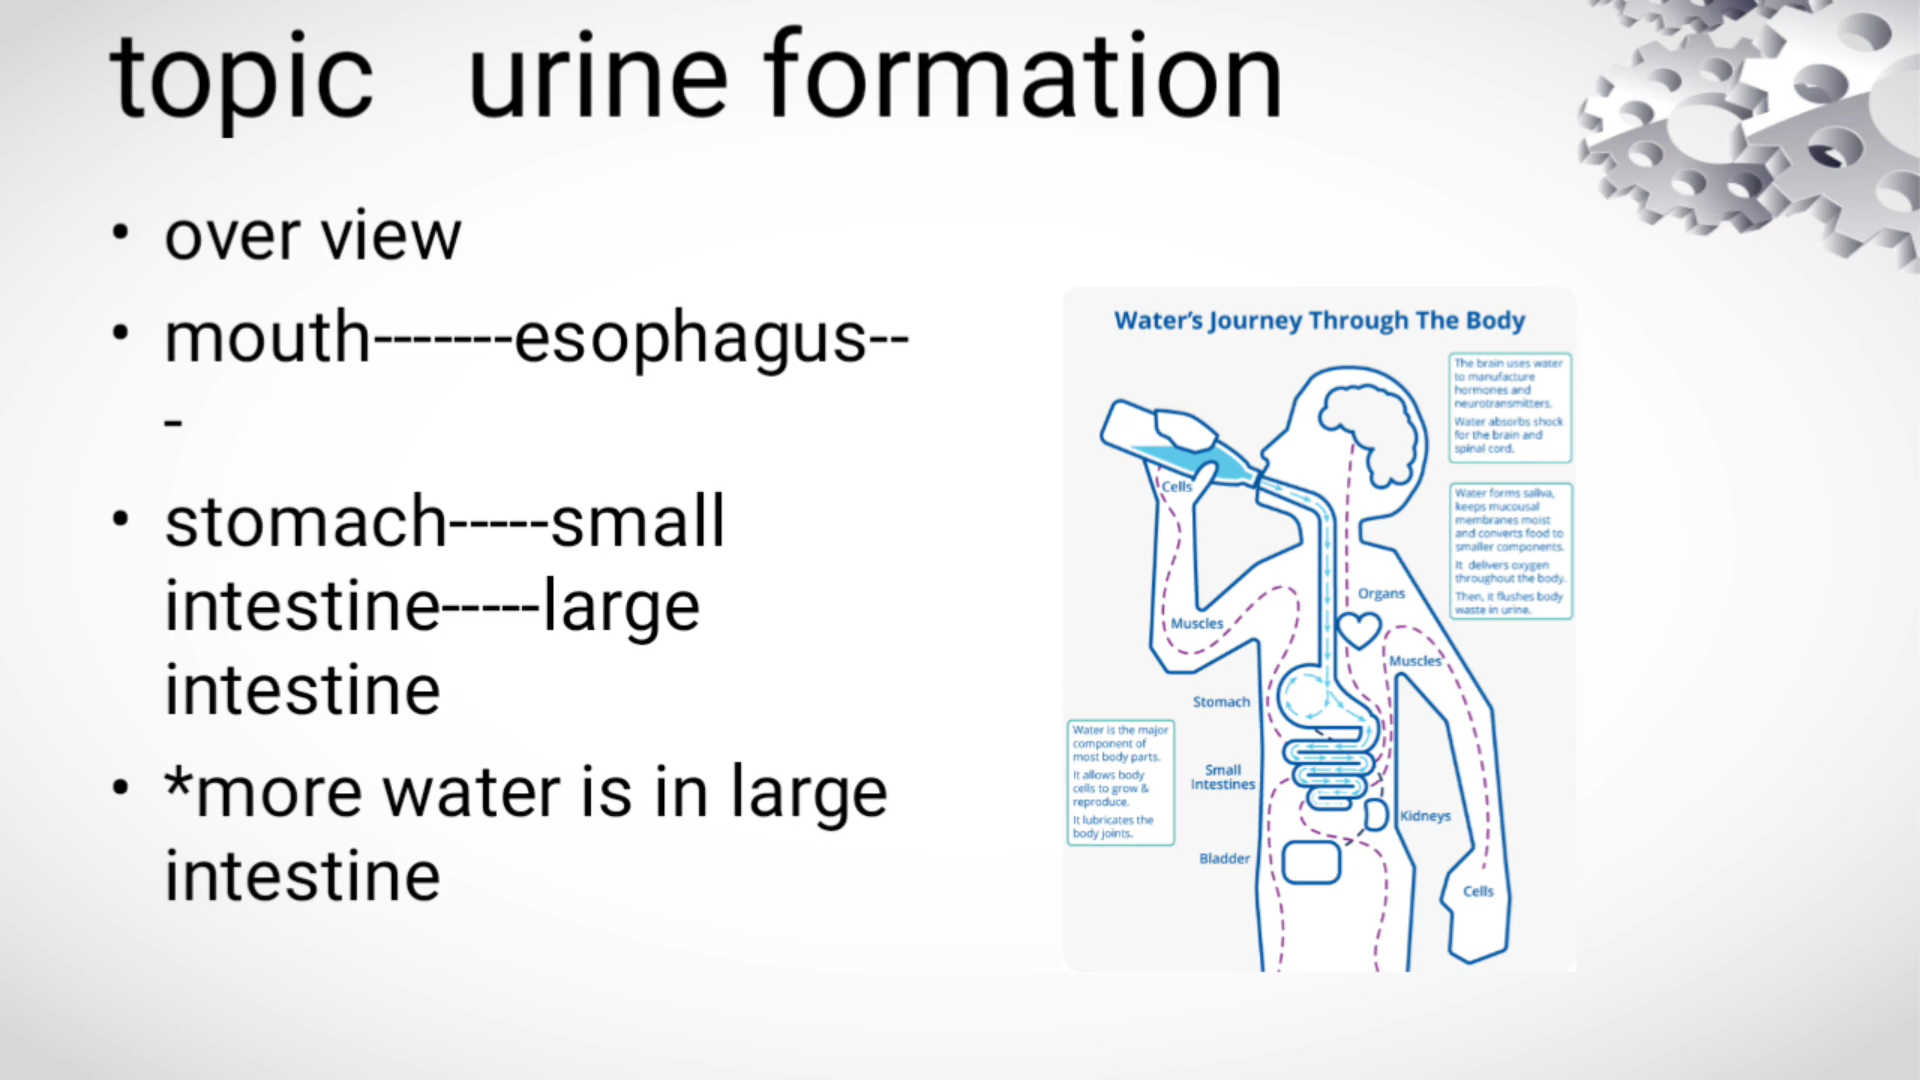 topic   urine formation
• over view
• mouth-------esophagus--
-
• stomach-----small
intestine-----large
intestine
• *more water is in large
intestine
Water's Journey Through The Body
The brain uses water
to manufacture
hormones and
neurotransmitters.
Water absorbs shock
for the brain and
spinal cord.
Water forms saliva,
keeps mucousal
membranes moist
and converts food to
smaller components.
It delivers oxygen
throughout the body.
Then, it flushes body
waste in urine.
Cells
Organs
Muscles
Muscles
Stomach
Water is the major
component of
most body parts.
It allows body
cells to grow &
reproduce.
It lubricates the
body joints.
Small
Intestines
Kidneys
Bladder
Cells